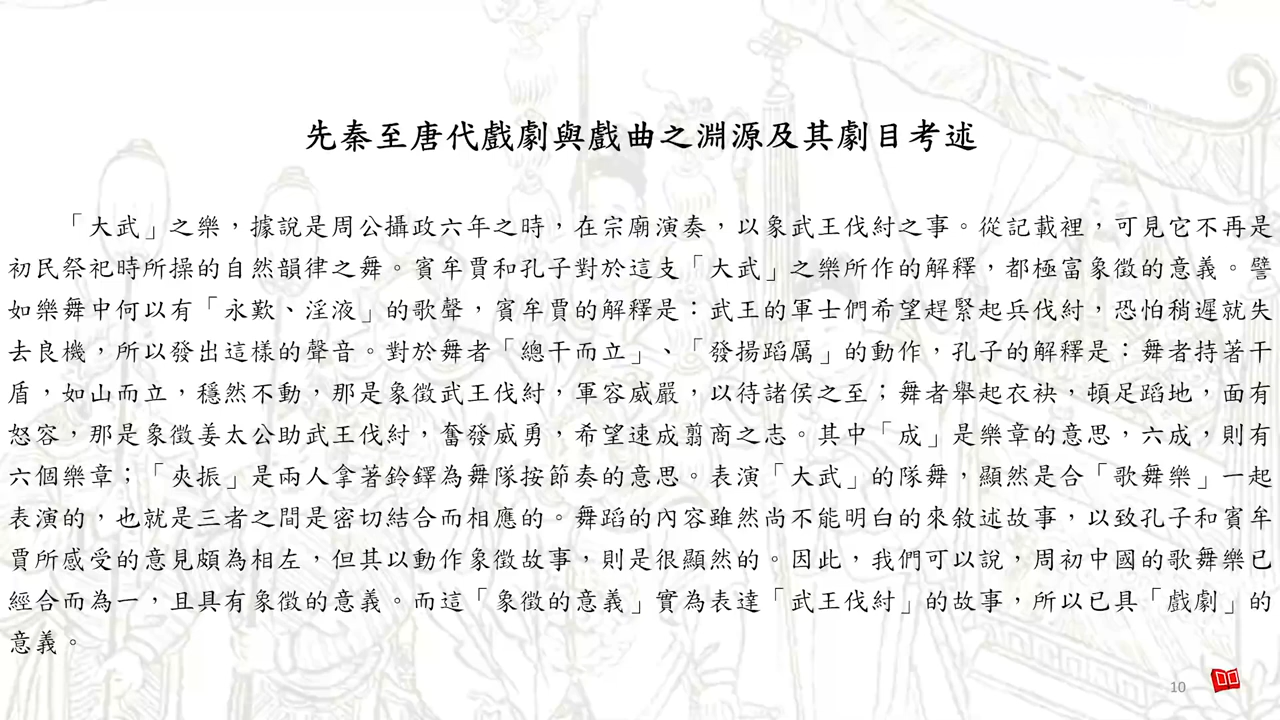 先秦至唐代戲劇與戲曲之淵源及其劇目考述
「大武」之樂，據說是周公攝政六年之時，在宗廟演奏，以象武王伐紂之事。從記載裡，可見它不再是
初民祭祀時所操的自然韻律之舞。賓牟賈和孔子對於這支「大武」之樂所作的解釋，都極富象徵的意義。譬
如樂舞中何以有「永歎、淫液」的歌聲，賓牟賈的解釋是：武王的軍士們希望趕緊起兵伐紂，恐怕稍遲就失
去良機，所以發出這樣的聲音。對於舞者「總干而立」、「發揚蹈厲」的動作，孔子的解釋是：舞者持著干
盾，如山而立，穩然不動，那是象徵武王伐紂，軍容威嚴，以待諸侯之至；舞者舉起衣袂，頓足蹈地，面有
怒容，那是象徵姜太公助武王伐紂，奮發威勇，希望速成翦商之志。其中「成」是樂章的意思，六成，則有
六個樂章；「夾振」是兩人拿著鈴鐸為舞隊按節奏的意思。表演「大武」的隊舞，顯然是合「歌舞樂」一起
表演的，也就是三者之間是密切結合而相應的。舞蹈的內容雖然尚不能明白的來敘述故事，以致孔子和賓牟
賈所感受的意見頗為相左，但其以動作象徵故事，則是很顯然的。因此，我們可以說，周初中國的歌舞樂已
經合而為一，且具有象徵的意義。而這「象徵的意義」實為表達「武王伐紂」的故事，所以已具「戲劇」的
意義。
10